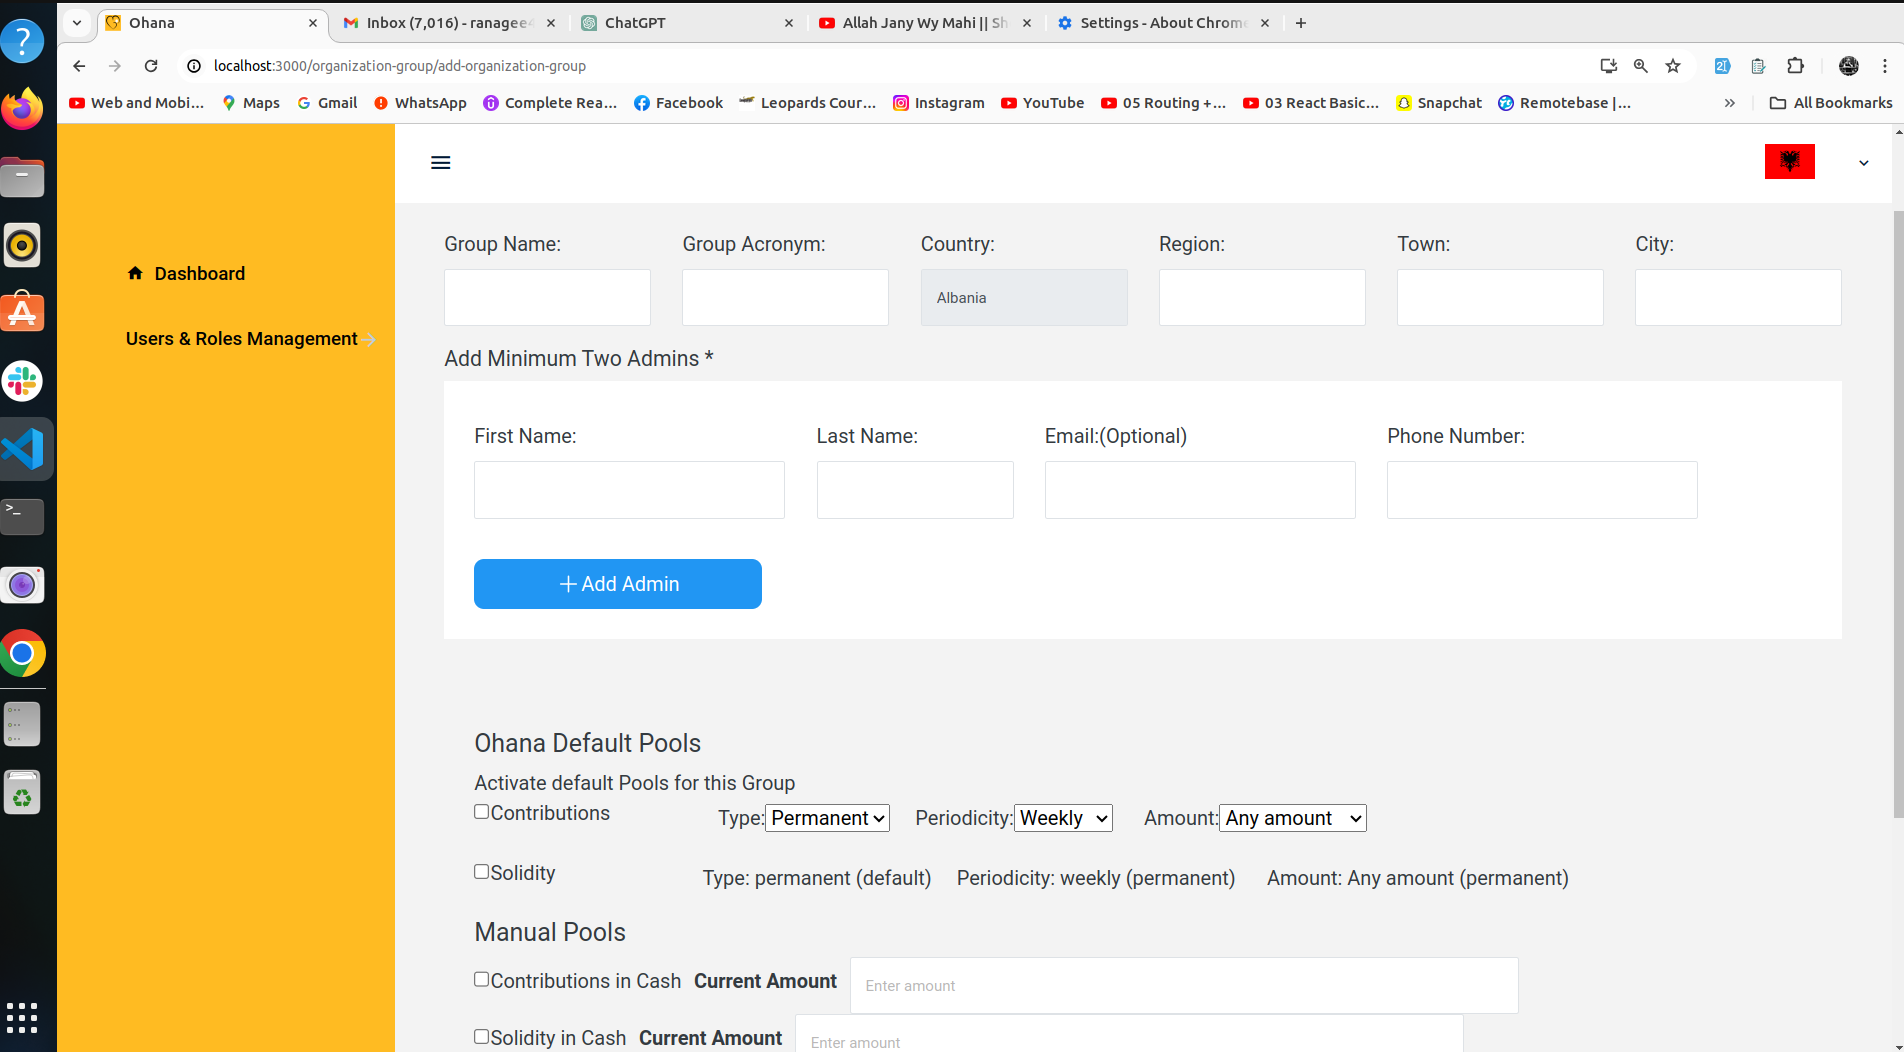 Ohana
Inbox (7,016) - ranagee4
ChatGPT
Allah Jany Wy Mahi || Sh
Settings - About Chrome
localhost:3000/organization-group/add-organization-group
Web and Mobi...
Maps
Gmail
WhatsApp
Complete Rea...
Facebook
Leopards Cour...
Instagram
YouTube
05 Routing +...
03 React Basic...
Snapchat
Remotebase |...
All Bookmarks
Dashboard
Users & Roles Management
Group Name:
Group Acronym:
Country:
Region:
Town:
City:
Albania
Add Minimum Two Admins *
First Name:
Last Name:
Email:(Optional)
Phone Number:
Add Admin
Ohana Default Pools
Activate default Pools for this Group
Contributions
Type: Permanent
Periodicity: Weekly
Amount: Any amount
Solidity
Type: permanent (default)
Periodicity: weekly (permanent)
Amount: Any amount (permanent)
Manual Pools
Contributions in Cash Current Amount
Enter amount
Solidity in Cash Current Amount
Enter amount